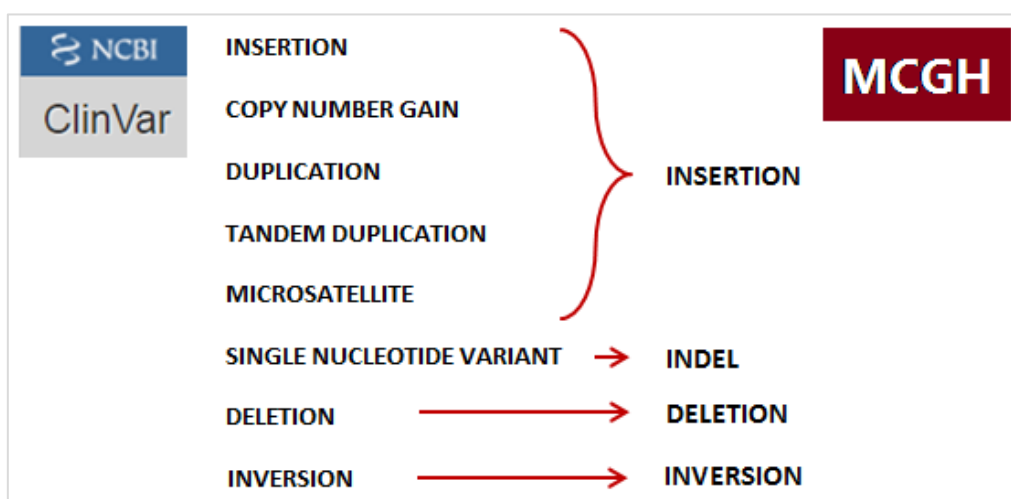 NCBI
ClinVar
INSERTION
COPY NUMBER GAIN
DUPLICATION
TANDEM DUPLICATION
MICROSATELLITE
SINGLE NUCLEOTIDE VARIANT
DELETION
INVERSION
MCGH
INSERTION
INDEL
DELETION
INVERSION